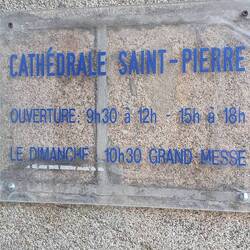 CATHÉDRALE SAINT-PIERRE
OUVERTURE: 9h30 à 12h - 15h à 18h
LE DIMANCHE: 10h30 GRAND MESSE